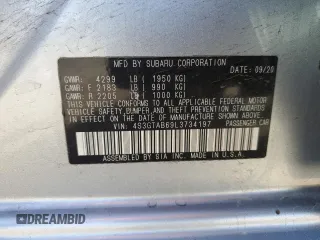 MFD BY SUBARU CORPORATION
GVWR: 4299 LB (1950 KG) DATE: 09/20
GAWR: F 2183 LB (990 KG)
GAWR: R 2205 LB (1000 KG)
THIS VEHICLE CONFORMS TO ALL APPLICABLE FEDERAL MOTOR
VEHICLE SAFETY, BUMPER, AND THEFT PREVENTION STANDARDS
IN EFFECT ON THE DATE OF MANUFACTURE SHOWN ABOVE.
VIN: 4S3GTAB69L3734197 PASSENGER CAR
ASSEMBLED BY SIA INC. MADE IN U.S.A.
DREAMBID